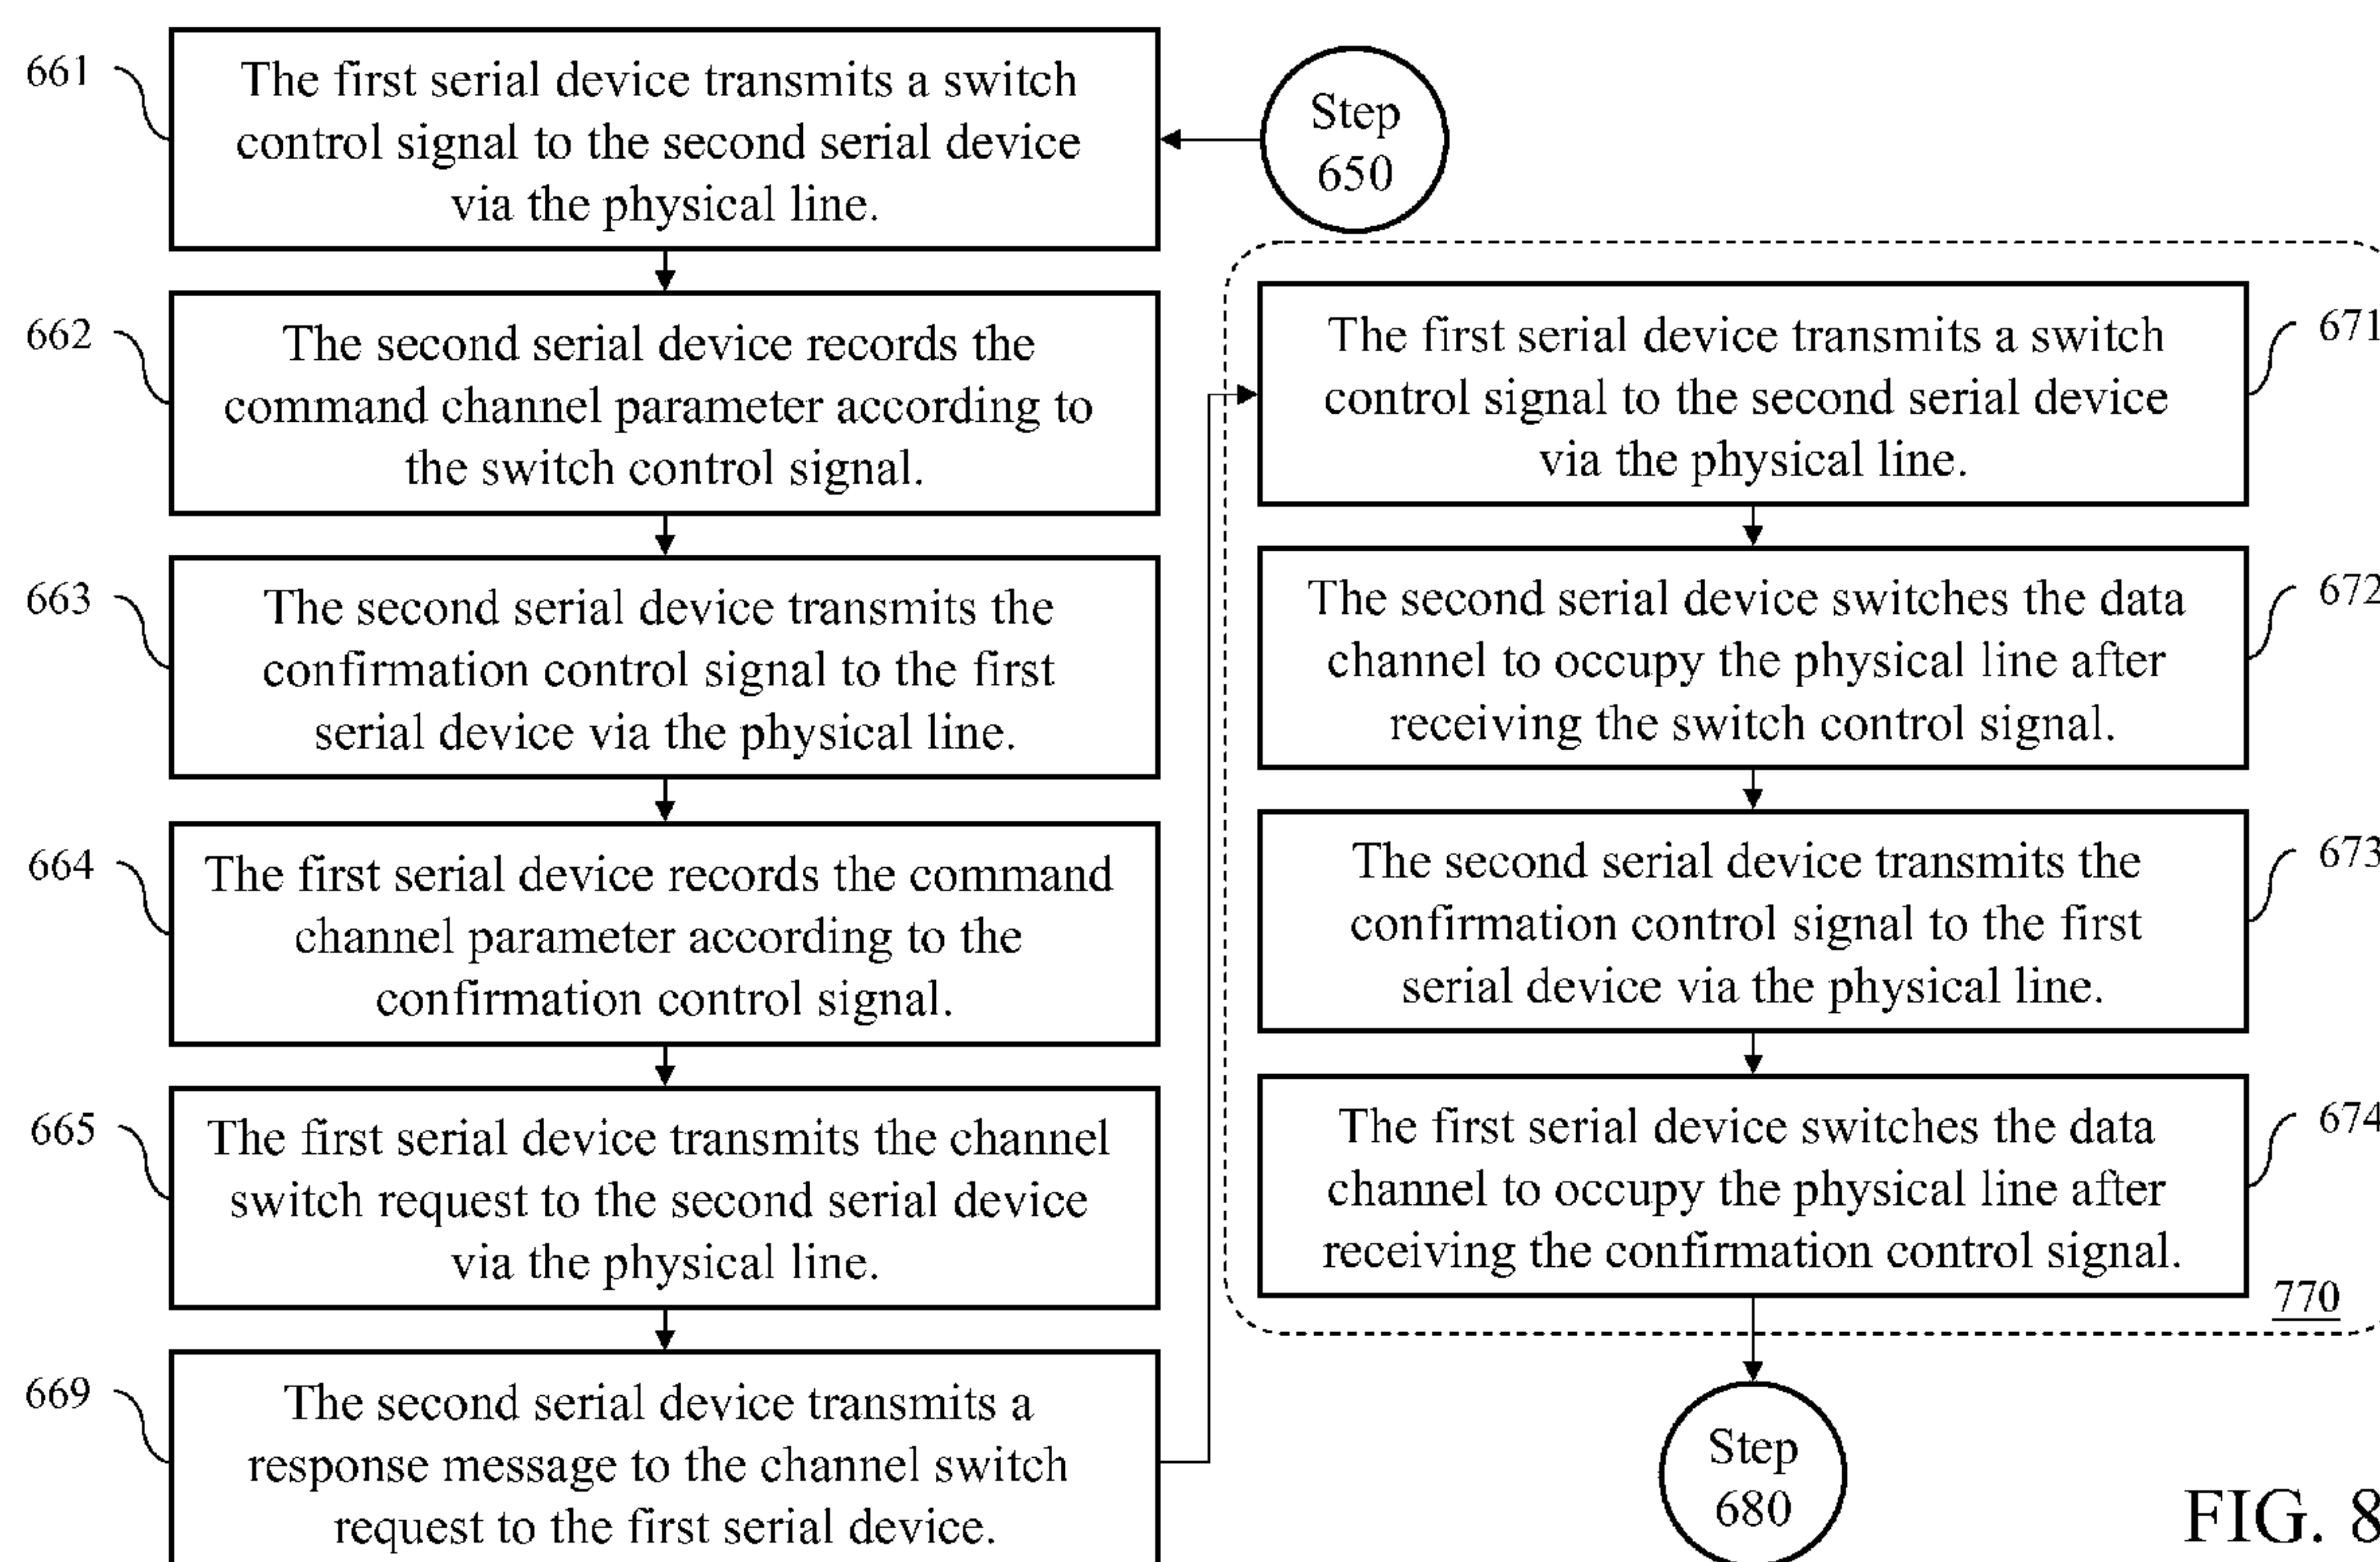 661
The first serial device transmits a switch
control signal to the second serial device
via the physical line.
Step
650
662
The second serial device records the
command channel parameter according to
the switch control signal.
663
The second serial device transmits the
confirmation control signal to the first
serial device via the physical line.
664
The first serial device records the command
channel parameter according to the
confirmation control signal.
665
The first serial device transmits the channel
switch request to the second serial device
via the physical line.
669
The second serial device transmits a
response message to the channel switch
request to the first serial device.
671
The first serial device transmits a switch
control signal to the second serial device
via the physical line.
672
The second serial device switches the data
channel to occupy the physical line after
receiving the switch control signal.
673
The second serial device transmits the
confirmation control signal to the first
serial device via the physical line.
674
The first serial device switches the data
channel to occupy the physical line after
receiving the confirmation control signal.
770
Step
680
FIG. 8